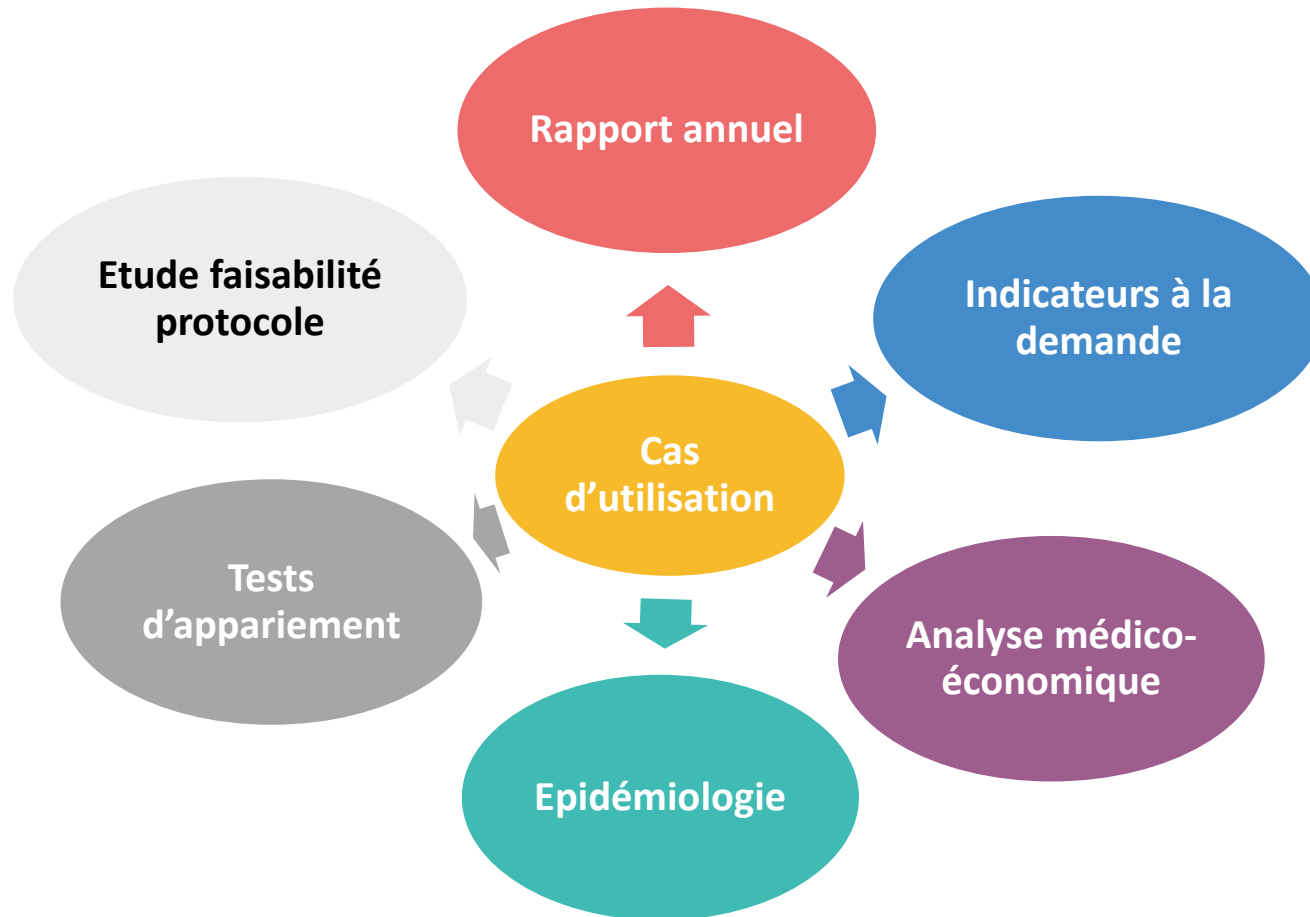 Rapport annuel
Etude faisabilité
protocole
Indicateurs à la
demande
Cas
d’utilisation
Tests
d’appariement
Analyse médico-
économique
Epidémiologie